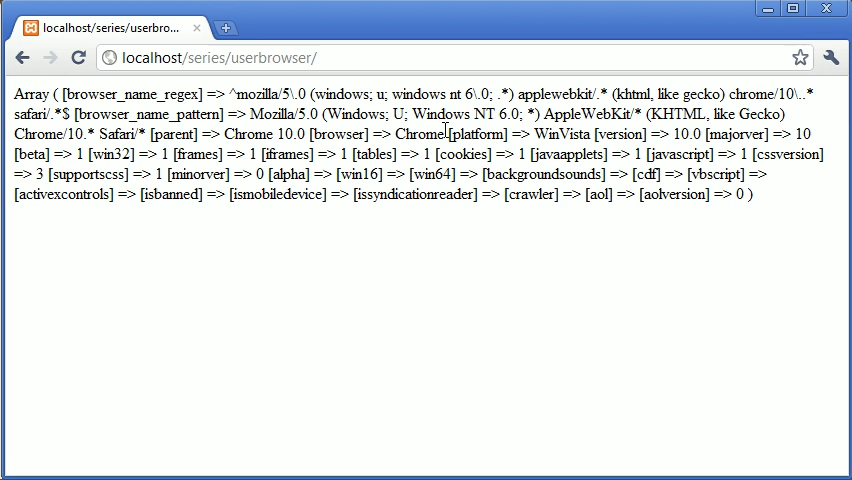 localhost/series/userbro...
localhost/series/userbrowser/
Array ( [browser_name_regex] => ^mozilla/5\.0 (windows; u; windows nt 6\.0; .*) applewebkit/.* (khtml, like gecko) chrome/10\..*
safari/.*$ [browser_name_pattern] => Mozilla/5.0 (Windows; U; Windows NT 6.0; *) AppleWebKit/* (KHTML, like Gecko)
Chrome/10.* Safari/* [parent] => Chrome 10.0 [browser] => Chrome [platform] => WinVista [version] => 10.0 [majorver] => 10
[beta] => 1 [win32] => 1 [frames] => 1 [iframes] => 1 [tables] => 1 [cookies] => 1 [javaapplets] => 1 [javascript] => 1 [cssversion]
=> 3 [supportscss] => 1 [minorver] => 0 [alpha] => [win16] => [win64] => [backgroundsounds] => [cdf] => [vbscript] =>
[activexcontrols] => [isbanned] => [ismobiledevice] => [issyndicationreader] => [crawler] => [aol] => [aolversion] => 0 )